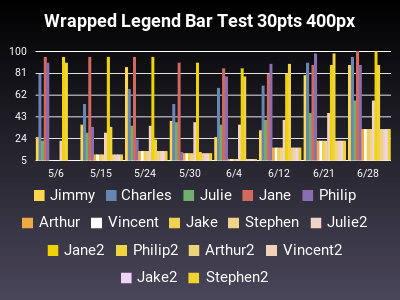 Wrapped Legend Bar Test 30pts 400px
100
81
62
43
24
5
5/6 5/15 5/24 5/30 6/4 6/12 6/21 6/28
Jimmy Charles Julie Jane Philip
Arthur Vincent Jake Stephen Julie2
Jane2 Philip2 Arthur2 Vincent2
Jake2 Stephen2